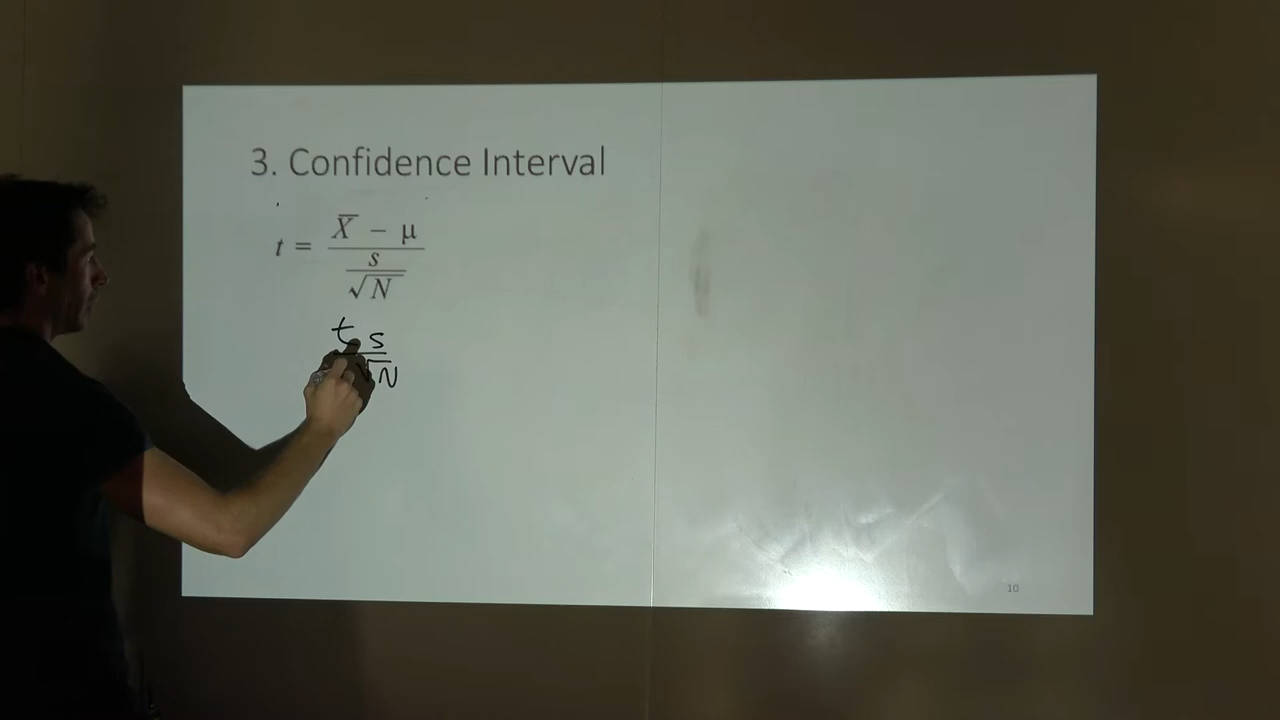 3. Confidence Interval
t = (X̄ − μ) / (s / √N)
t s / √N
10